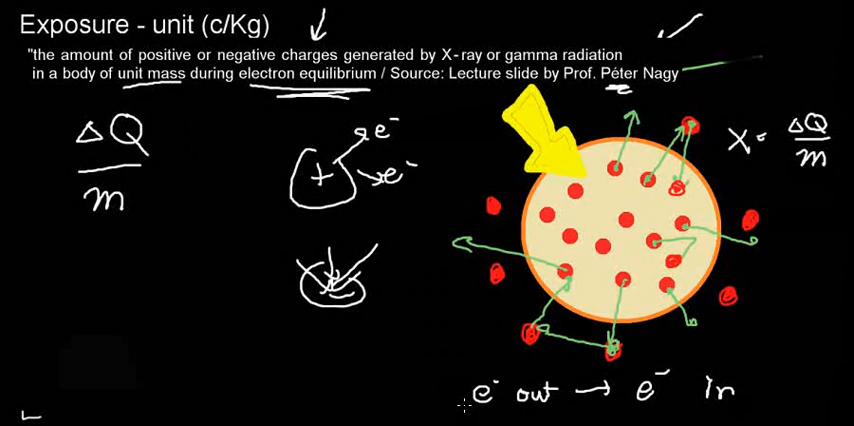 Exposure - unit (c/Kg)
"the amount of positive or negative charges generated by X-ray or gamma radiation
in a body of unit mass during electron equilibrium / Source: Lecture slide by Prof. Péter Nagy
ΔQ
m
e⁻
+
e⁻
X = ΔQ
m
e⁻ out → e⁻ in